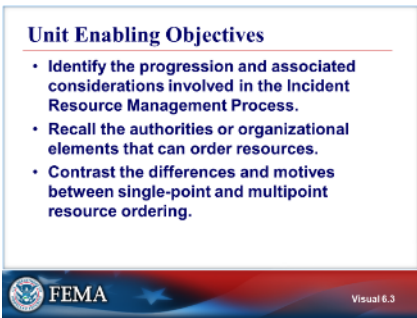 Unit Enabling Objectives
• Identify the progression and associated
considerations involved in the Incident
Resource Management Process.
• Recall the authorities or organizational
elements that can order resources.
• Contrast the differences and motives
between single-point and multipoint
resource ordering.
FEMA
Visual 6.3